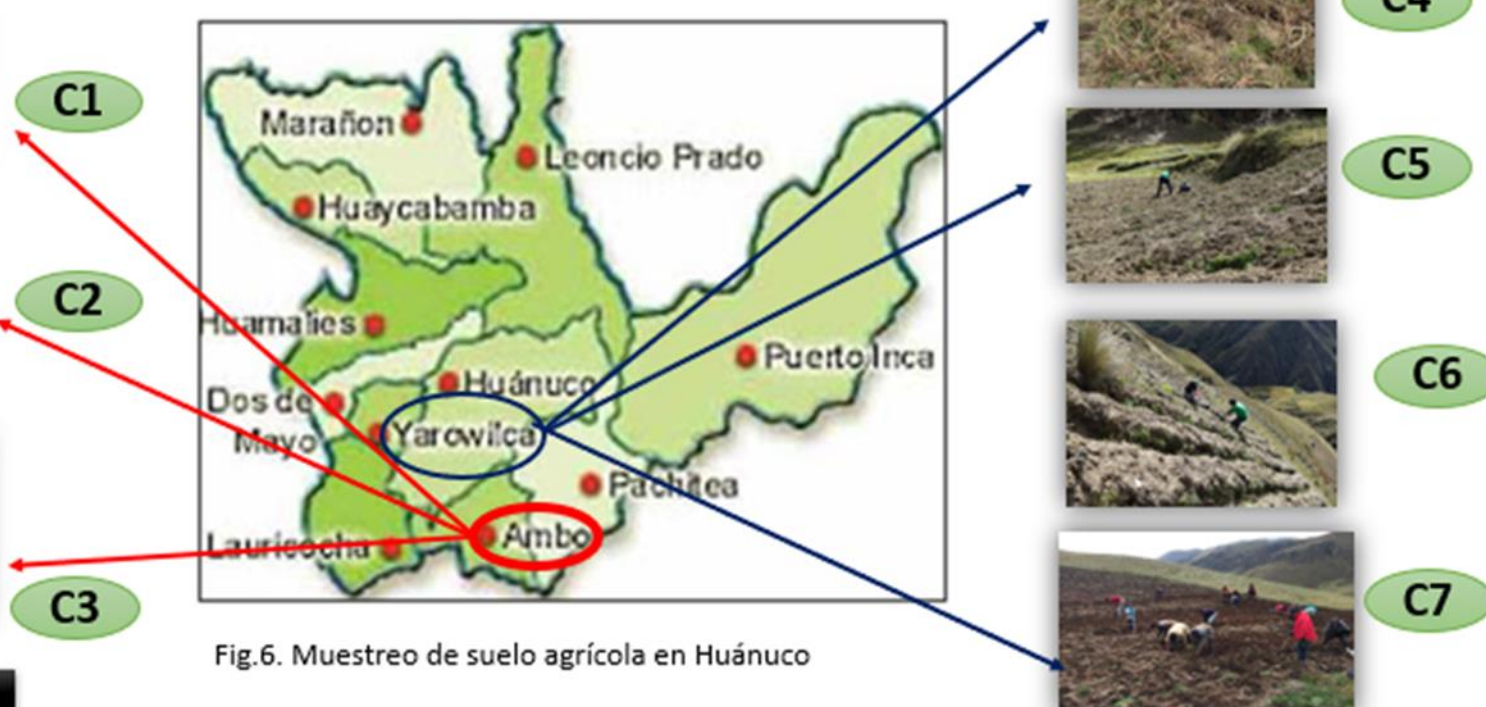 C4
C1
Marañon
Leoncio Prado
C5
Huaycabamba
C2
Huamalies
Puerto Inca
C6
Huánuco
Dos de
Mayo
Yarowilca
Pachitea
Ambo
Lauricocha
C3
C7
Fig.6. Muestreo de suelo agrícola en Huánuco